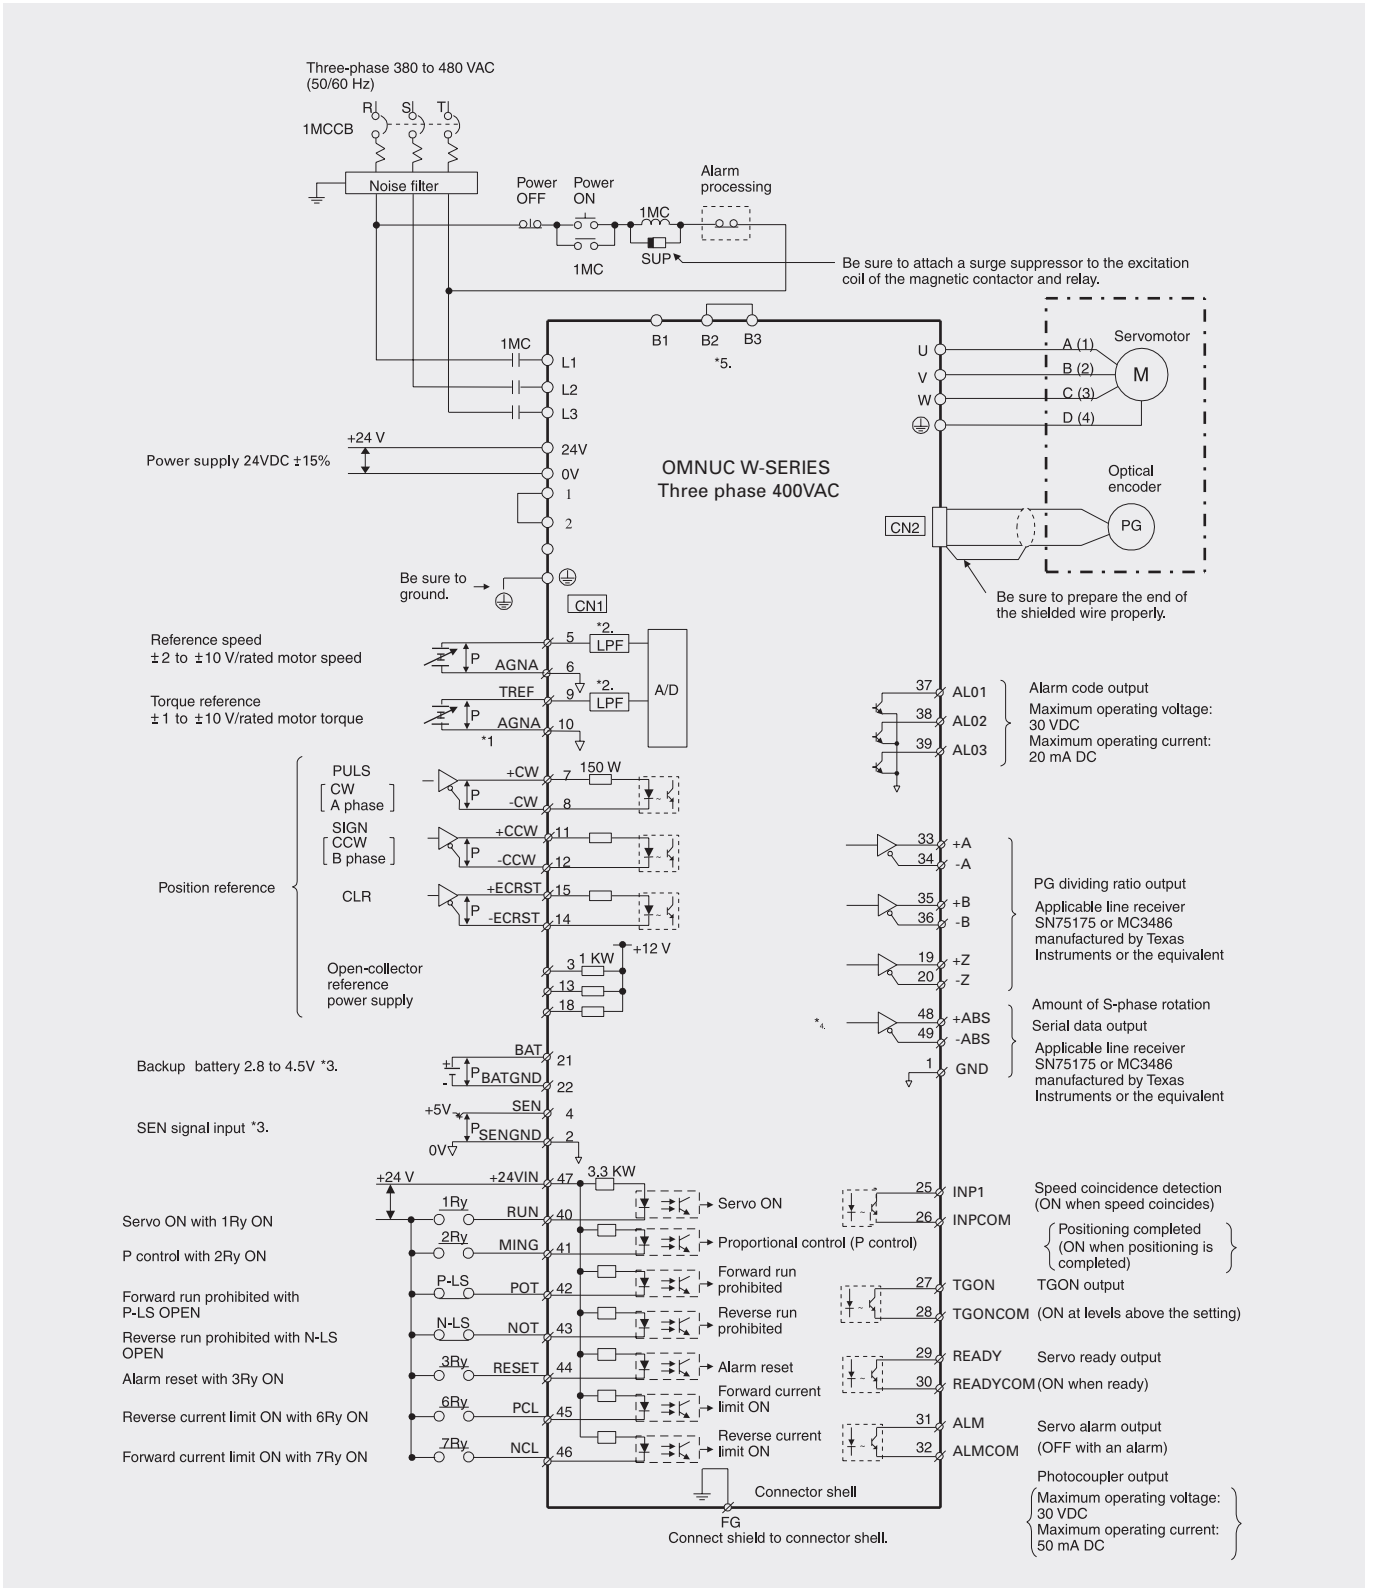 Three-phase 380 to 480 VAC
(50/60 Hz)
R S T
1MCCB
Noise filter
Power
OFF
Power
ON
Alarm
processing
1MC
SUP
1MC
Be sure to attach a surge suppressor to the excitation
coil of the magnetic contactor and relay.
B1 B2 B3
*5.
1MC
L1
L2
L3
+24 V
Power supply 24VDC ±15%
24V
0V
1
2
OMNUC W-SERIES
Three phase 400VAC
U
V
W
A (1)
B (2)
C (3)
D (4)
Servomotor
M
Optical
encoder
PG
CN2
Be sure to prepare the end of
the shielded wire properly.
Be sure to
ground.
CN1
Reference speed
±2 to ±10 V/rated motor speed
P
5
*2.
LPF
AGNA 6
Torque reference
±1 to ±10 V/rated motor torque
P
TREF 9
*2.
LPF
AGNA 10
*1
A/D
Position reference
PULS
CW
A phase
P
+CW 7 150 W
-CW 8
SIGN
CCW
B phase
P
+CCW 11
-CCW 12
CLR
P
+ECRST 15
-ECRST 14
+12 V
Open-collector
reference
power supply
3 1 KW
13
18
Backup battery 2.8 to 4.5V *3.
+
-
P
BAT 21
BATGND 22
SEN signal input *3.
+5V
P
0V
SEN 4
SENGND 2
+24 V
+24VIN 47 3.3 KW
Servo ON with 1Ry ON
1Ry
RUN 40
Servo ON
P control with 2Ry ON
2Ry
MING 41
Proportional control (P control)
Forward run prohibited with
P-LS OPEN
P-LS
POT 42
Forward run
prohibited
Reverse run prohibited with N-LS
OPEN
N-LS
NOT 43
Reverse run
prohibited
Alarm reset with 3Ry ON
3Ry
RESET 44
Alarm reset
Reverse current limit ON with 6Ry ON
6Ry
PCL 45
Forward current
limit ON
Forward current limit ON with 7Ry ON
7Ry
NCL 46
Reverse current
limit ON
Connector shell
FG
Connect shield to connector shell.
37 AL01
38 AL02
39 AL03
Alarm code output
Maximum operating voltage:
30 VDC
Maximum operating current:
20 mA DC
33 +A
34 -A
35 +B
36 -B
19 +Z
20 -Z
PG dividing ratio output
Applicable line receiver
SN75175 or MC3486
manufactured by Texas
Instruments or the equivalent
*4.
48 +ABS
49 -ABS
1 GND
Amount of S-phase rotation
Serial data output
Applicable line receiver
SN75175 or MC3486
manufactured by Texas
Instruments or the equivalent
25 INP1
26 INPCOM
Speed coincidence detection
(ON when speed coincides)
Positioning completed
(ON when positioning is
completed)
27 TGON
28 TGONCOM
TGON output
(ON at levels above the setting)
29 READY
30 READYCOM
Servo ready output
(ON when ready)
31 ALM
32 ALMCOM
Servo alarm output
(OFF with an alarm)
Photocoupler output
Maximum operating voltage:
30 VDC
Maximum operating current:
50 mA DC